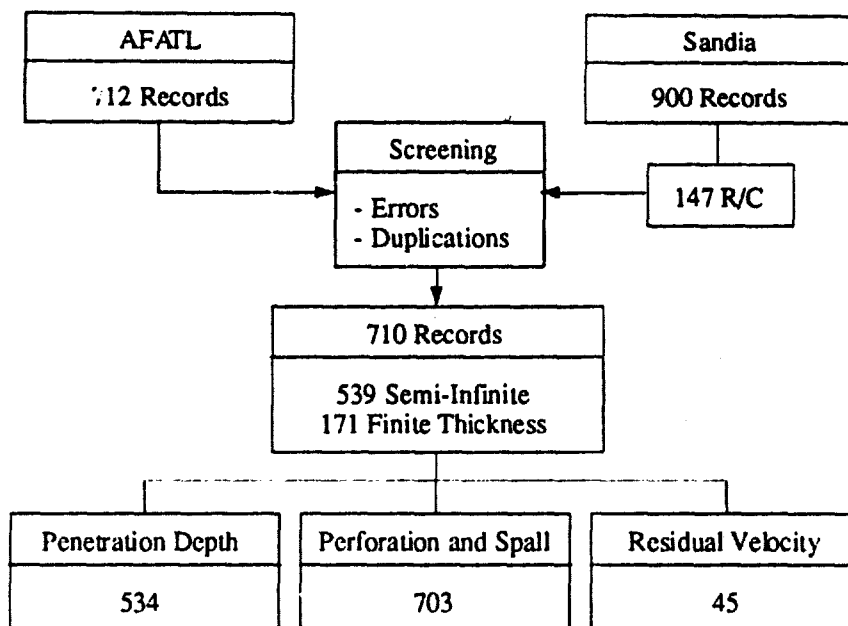 AFATL
712 Records
Sandia
900 Records
147 R/C
Screening
- Errors
- Duplications
710 Records
539 Semi-Infinite
171 Finite Thickness
Penetration Depth
534
Perforation and Spall
703
Residual Velocity
45